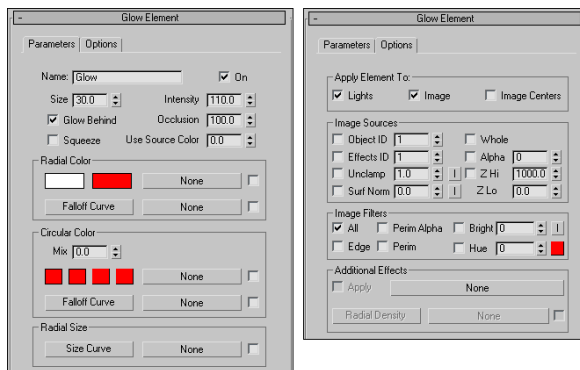 Glow Element
Parameters Options
Name: Glow On
Size 30.0 Intensity 110.0
Glow Behind Occlusion 100.0
Squeeze Use Source Color 0.0
Radial Color
None
Falloff Curve None
Circular Color
Mix 0.0
None
Falloff Curve None
Radial Size
Size Curve None
Glow Element
Parameters Options
Apply Element To:
Lights Image Image Centers
Image Sources
Object ID 1 Whole
Effects ID 1 Alpha 0
Unclamp 1.0 I Z Hi 1000.0
Surf Norm 0.0 I Z Lo 0.0
Image Filters
All Perim Alpha Bright 0 I
Edge Perim Hue 0
Additional Effects
Apply None
Radial Density None